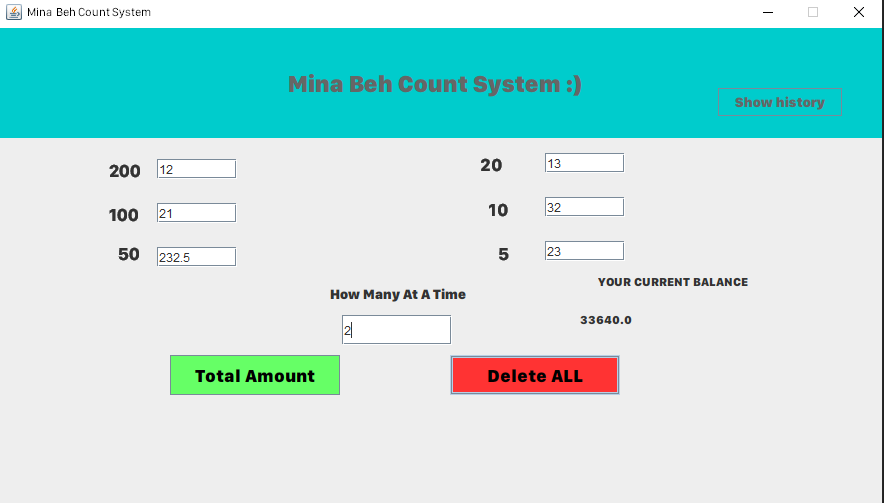 Mina Beh Count System
Mina Beh Count System :)
Show history
200 12
20 13
100 21
10 32
50 232.5
5 23
YOUR CURRENT BALANCE
How Many At A Time
33640.0
2
Total Amount
Delete ALL